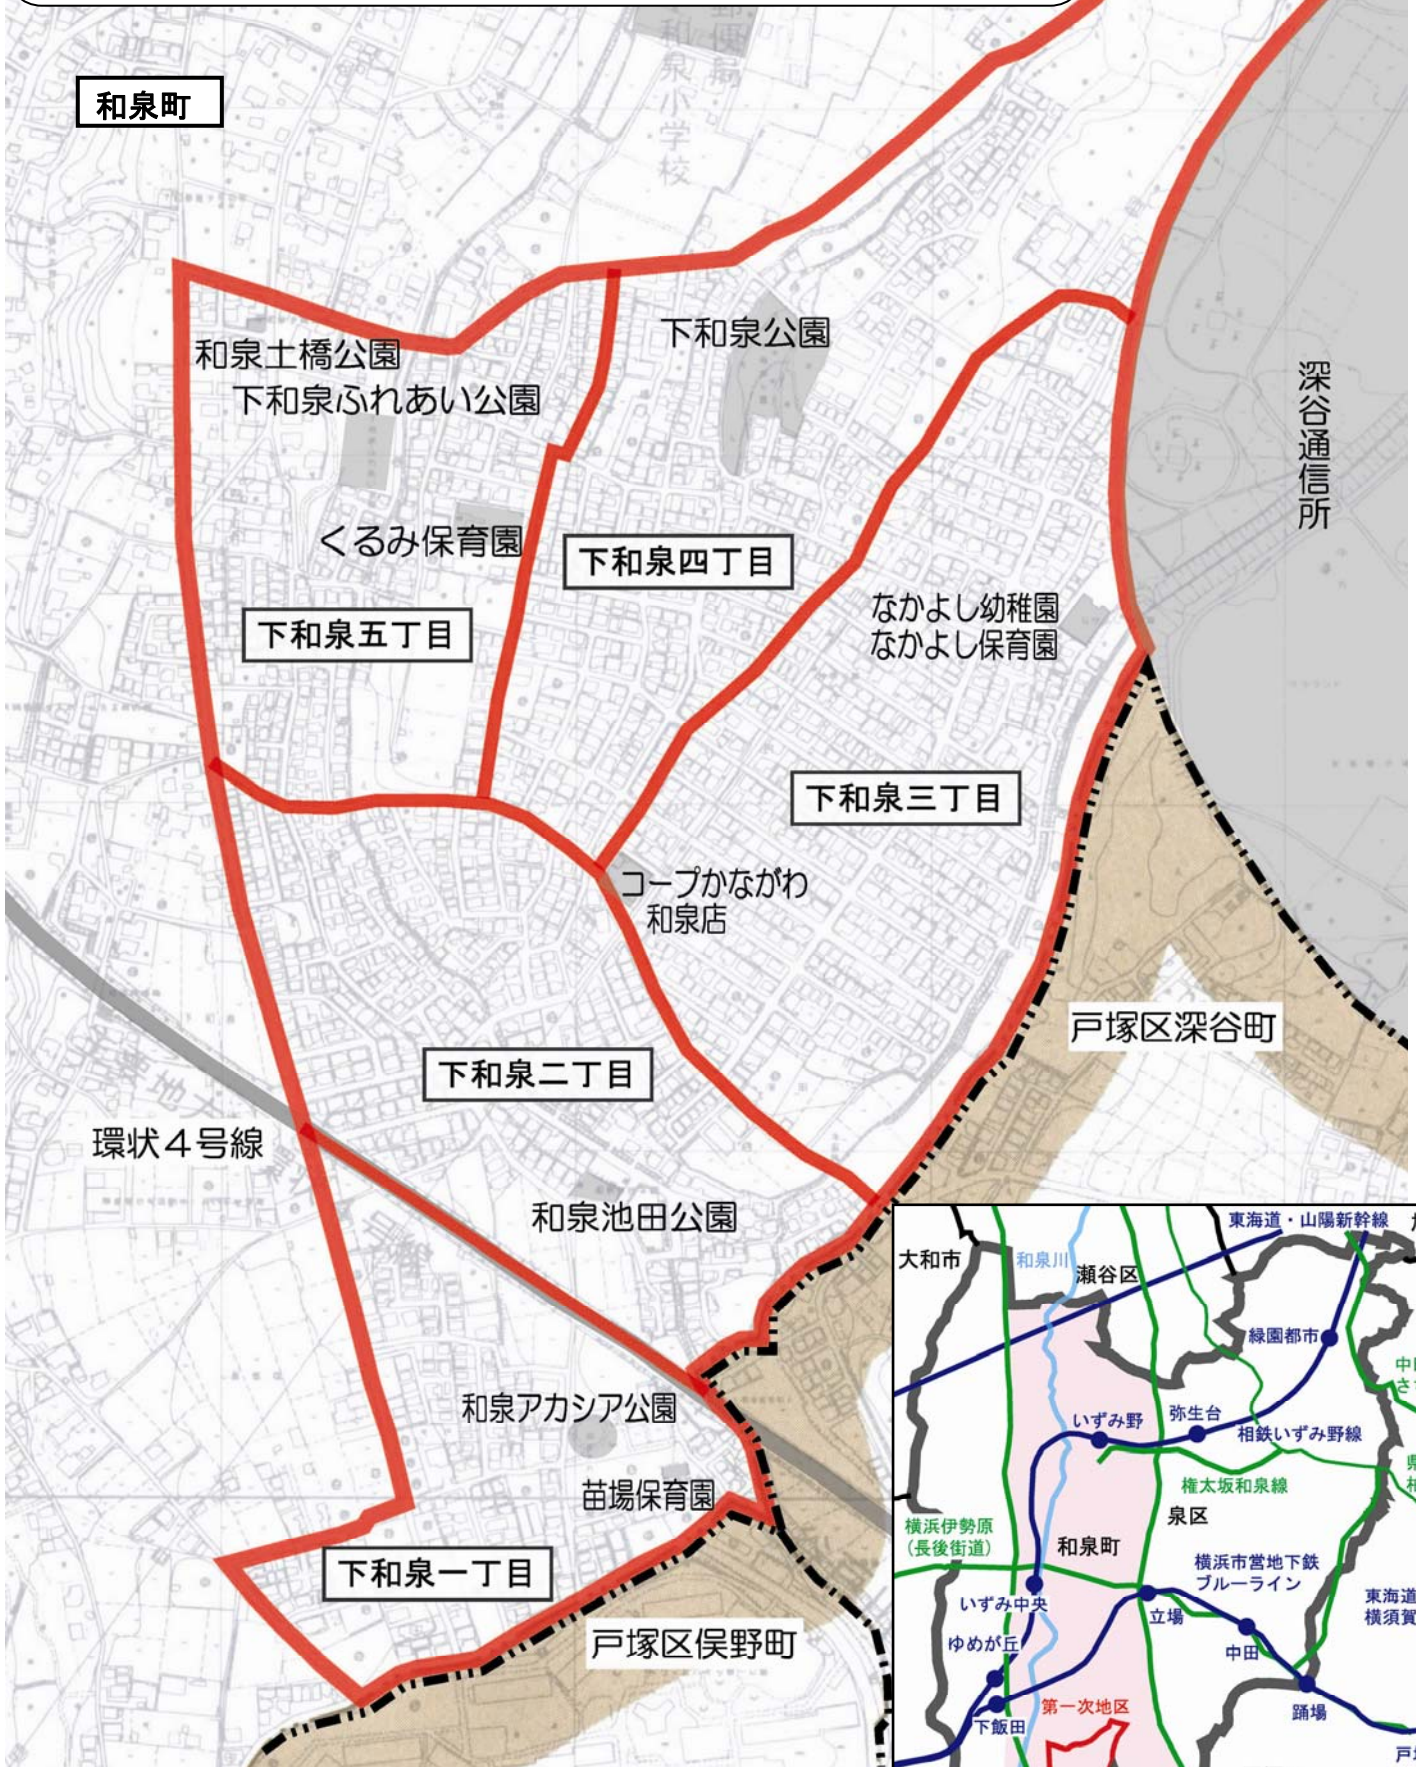 和泉町
和泉小学校
和泉土橋公園
下和泉ふれあい公園
下和泉公園
深谷通信所
くるみ保育園
下和泉四丁目
なかよし幼稚園
なかよし保育園
下和泉五丁目
下和泉三丁目
コープかながわ
和泉店
戸塚区深谷町
下和泉二丁目
環状４号線
和泉池田公園
和泉アカシア公園
苗場保育園
下和泉一丁目
戸塚区俣野町
東海道・山陽新幹線
大和市
和泉川
瀬谷区
緑園都市
いずみ野
弥生台
相鉄いずみ野線
権太坂和泉線
泉区
横浜伊勢原
（長後街道）
和泉町
横浜市営地下鉄
ブルーライン
いずみ中央
立場
東海道
横須賀
ゆめが丘
中田
第一次地区
下飯田
踊場